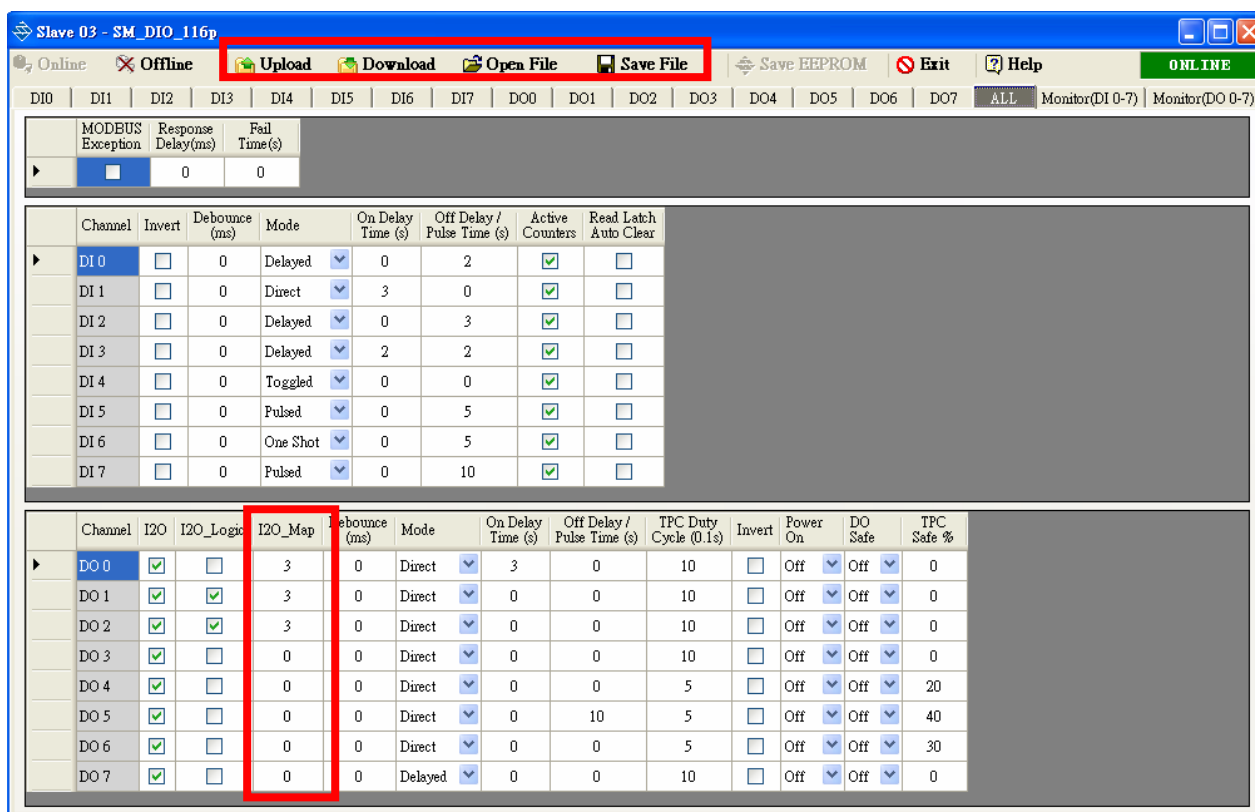 Slave 03 - SM_DIO_116p
Online Offline Upload Download Open File Save File Save EEPROM Exit Help ONLINE
DI0 DI1 DI2 DI3 DI4 DI5 DI6 DI7 DO0 DO1 DO2 DO3 DO4 DO5 DO6 DO7 ALL Monitor(DI 0-7) Monitor(DO 0-7)
MODBUS Exception Response Delay(ms) Fail Time(s)
0 0
Channel Invert Debounce (ms) Mode On Delay Time (s) Off Delay / Pulse Time (s) Active Counters Read Latch Auto Clear
DI 0 0 Delayed 0 2
DI 1 0 Direct 3 0
DI 2 0 Delayed 0 3
DI 3 0 Delayed 2 2
DI 4 0 Toggled 0 0
DI 5 0 Pulsed 0 5
DI 6 0 One Shot 0 5
DI 7 0 Pulsed 0 10
Channel I2O I2O_Logic I2O_Map Debounce (ms) Mode On Delay Time (s) Off Delay / Pulse Time (s) TPC Duty Cycle (0.1s) Invert Power On DO Safe TPC Safe %
DO 0 3 0 Direct 3 0 10 Off Off 0
DO 1 3 0 Direct 0 0 10 Off Off 0
DO 2 3 0 Direct 0 0 10 Off Off 0
DO 3 0 0 Direct 0 0 10 Off Off 0
DO 4 0 0 Direct 0 0 5 Off Off 20
DO 5 0 0 Direct 0 10 5 Off Off 40
DO 6 0 0 Direct 0 0 5 Off Off 30
DO 7 0 0 Delayed 0 0 10 Off Off 0